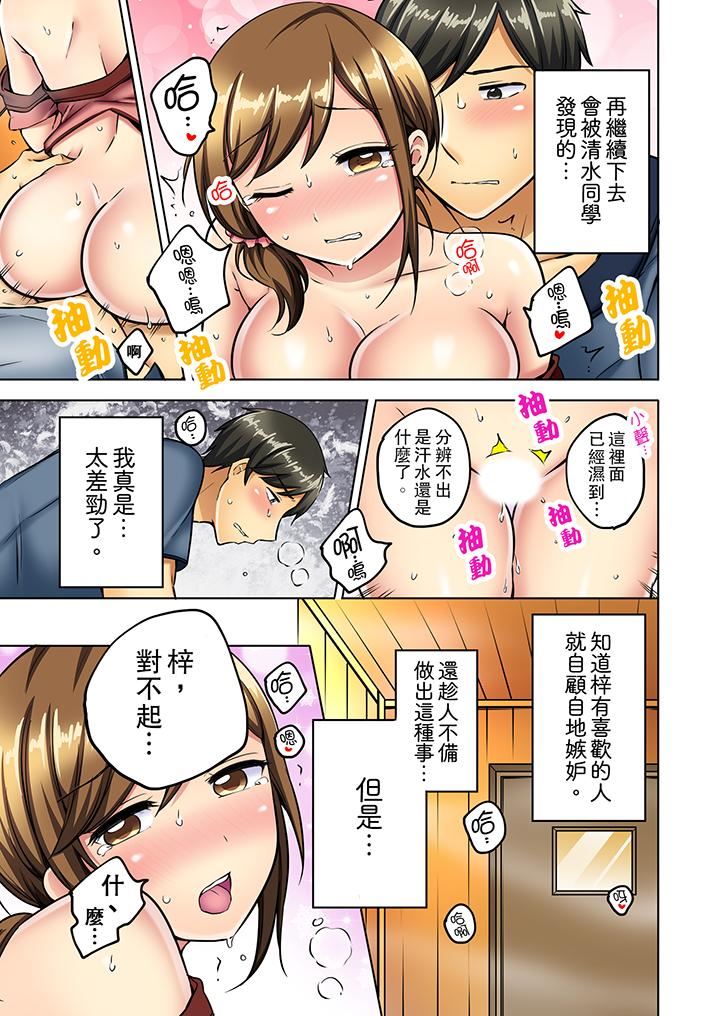 再繼續下去
會被清水同學
發現的…
哈…
哈
嗯嗯…嗚
哈
啊
嗯…嗚
抽動
抽動
抽動
啊
小聲…
這裡面
已經濕到…
分辨不出
是汗水還是
什麼了。
抽動
抽動
抽動
啊
嗚
哈…
我真是…
太差勁了。
知道梓有喜歡的人
就自顧自地嫉妒。
還趁人不備
做出這種事…
但是…
哈…
哈
呀
梓，
對不起…
哈…
嗯
什、
麼…